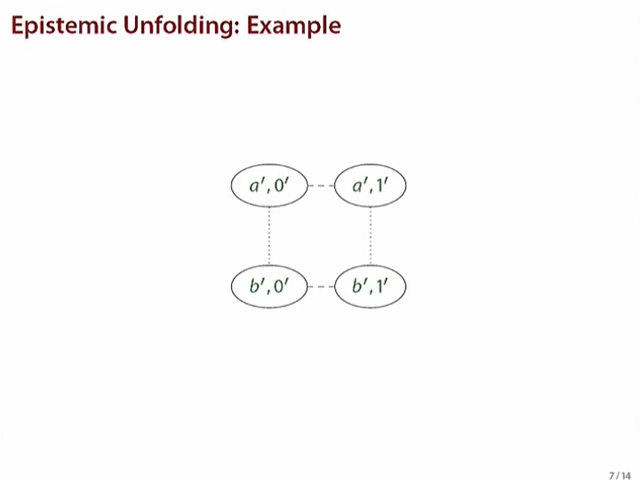 Epistemic Unfolding: Example
a′, 0′
a′, 1′
b′, 0′
b′, 1′
7 / 14